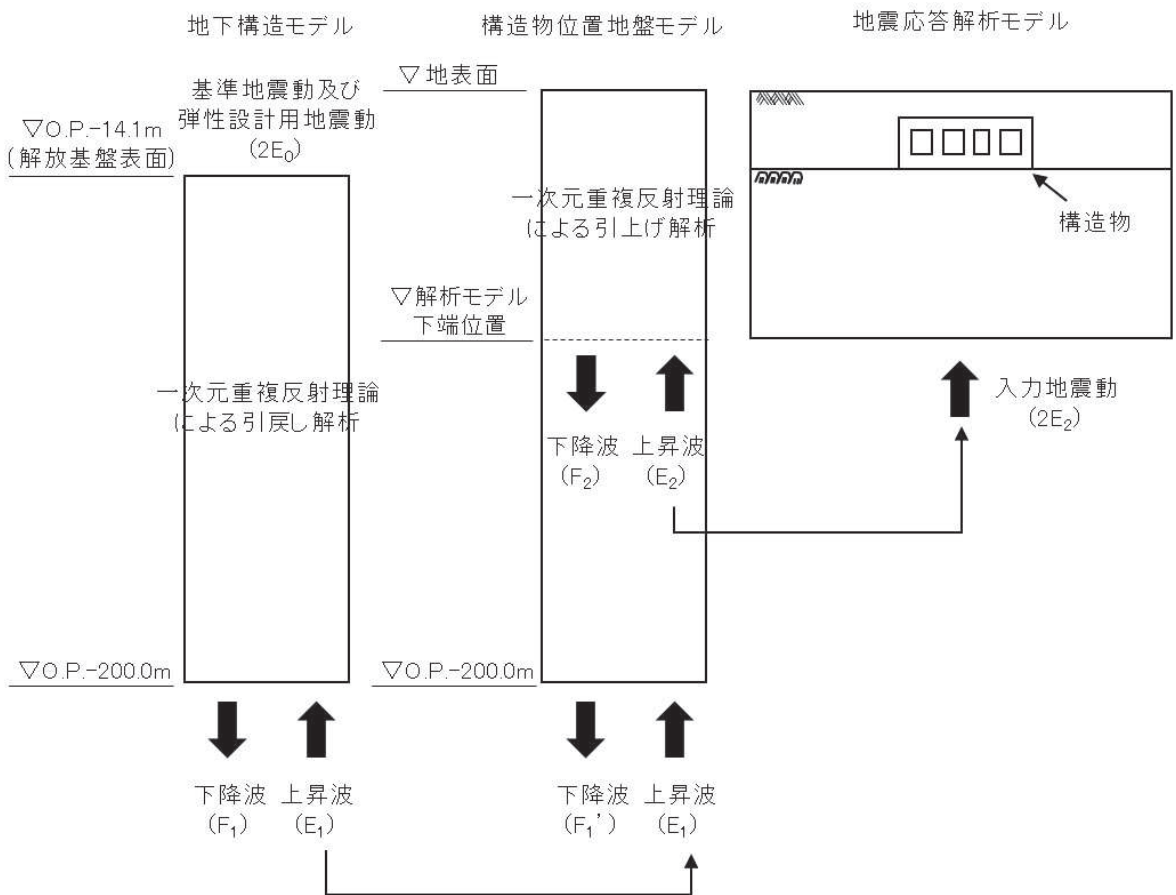 地下構造モデル
基準地震動及び
弾性設計用地震動
(2E₀)
▽O.P.-14.1m
(解放基盤表面)
一次元重複反射理論
による引戻し解析
▽O.P.-200.0m
下降波
(F₁)
上昇波
(E₁)
構造物位置地盤モデル
▽地表面
一次元重複反射理論
による引上げ解析
▽解析モデル
下端位置
下降波
(F₂)
上昇波
(E₂)
▽O.P.-200.0m
下降波
(F₁')
上昇波
(E₁)
地震応答解析モデル
構造物
入力地震動
(2E₂)